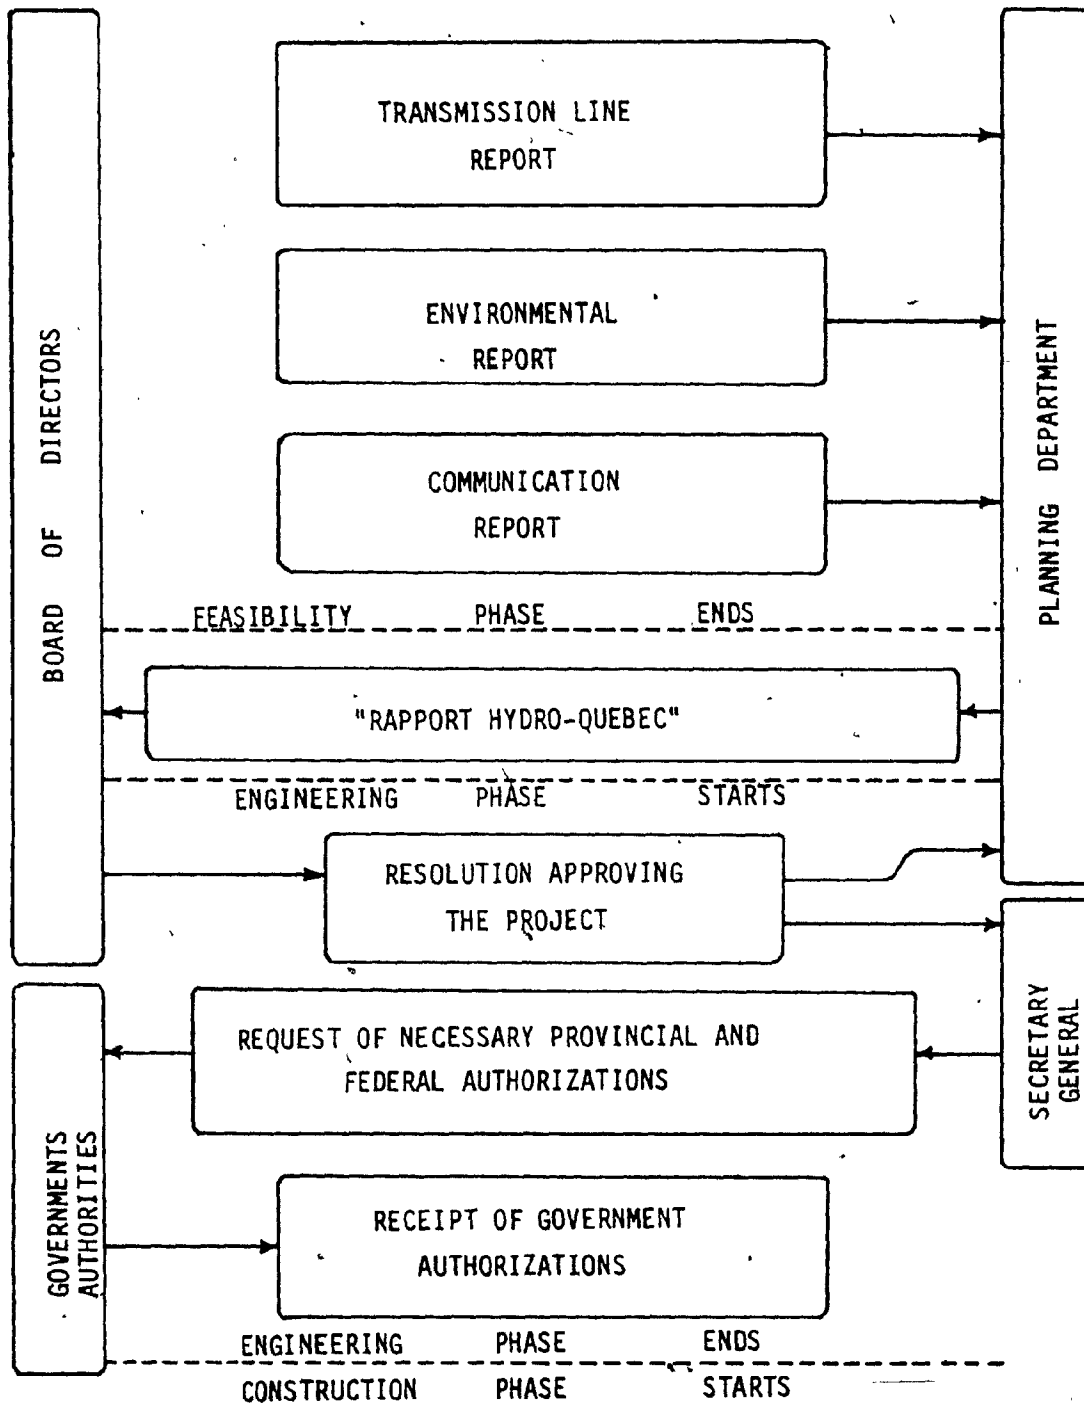 BOARD OF DIRECTORS
TRANSMISSION LINE
REPORT
ENVIRONMENTAL
REPORT
COMMUNICATION
REPORT
PLANNING DEPARTMENT
FEASIBILITY PHASE ENDS
"RAPPORT HYDRO-QUEBEC"
ENGINEERING PHASE STARTS
RESOLUTION APPROVING
THE PROJECT
SECRETARY
GENERAL
REQUEST OF NECESSARY PROVINCIAL AND
FEDERAL AUTHORIZATIONS
GOVERNMENTS
AUTHORITIES
RECEIPT OF GOVERNMENT
AUTHORIZATIONS
ENGINEERING PHASE ENDS
CONSTRUCTION PHASE STARTS